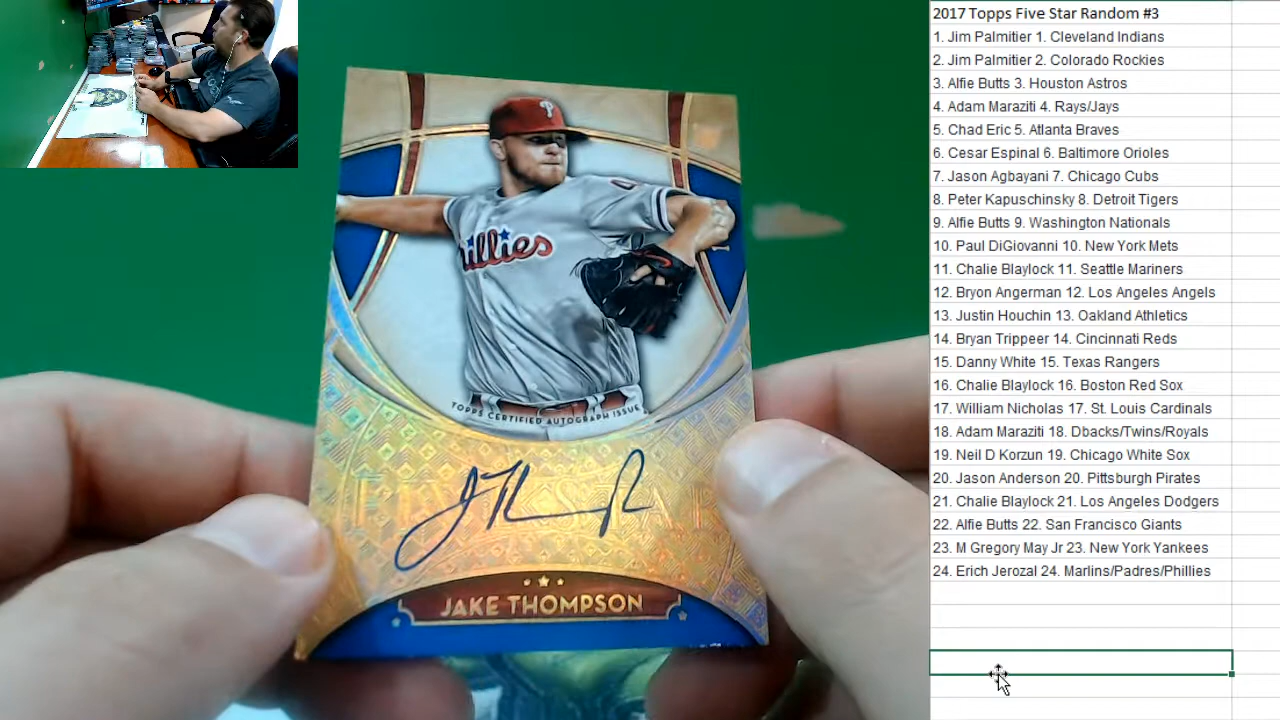 2017 Topps Five Star Random #3
1. Jim Palmitier 1. Cleveland Indians
2. Jim Palmitier 2. Colorado Rockies
3. Alfie Butts 3. Houston Astros
4. Adam Maraziti 4. Rays/Jays
5. Chad Eric 5. Atlanta Braves
6. Cesar Espinal 6. Baltimore Orioles
7. Jason Agbayani 7. Chicago Cubs
8. Peter Kapuschinsky 8. Detroit Tigers
9. Alfie Butts 9. Washington Nationals
10. Paul DiGiovanni 10. New York Mets
11. Chalie Blaylock 11. Seattle Mariners
12. Bryon Angerman 12. Los Angeles Angels
13. Justin Houchin 13. Oakland Athletics
14. Bryan Trippeer 14. Cincinnati Reds
15. Danny White 15. Texas Rangers
16. Chalie Blaylock 16. Boston Red Sox
17. William Nicholas 17. St. Louis Cardinals
18. Adam Maraziti 18. Dbacks/Twins/Royals
19. Neil D Korzun 19. Chicago White Sox
20. Jason Anderson 20. Pittsburgh Pirates
21. Chalie Blaylock 21. Los Angeles Dodgers
22. Alfie Butts 22. San Francisco Giants
23. M Gregory May Jr 23. New York Yankees
24. Erich Jerozal 24. Marlins/Padres/Phillies
P
hillies
TOPPS CERTIFIED AUTOGRAPH ISSUE
FIVE STAR
JAKE THOMPSON